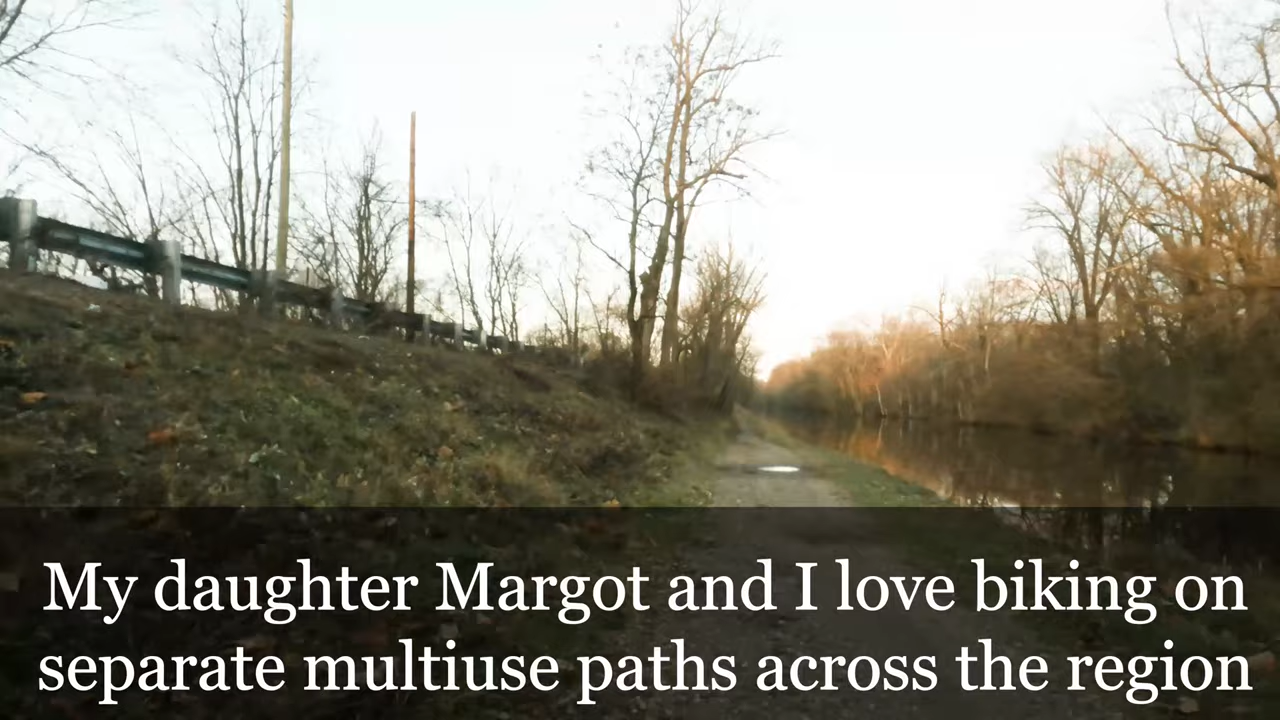 My daughter Margot and I love biking on
separate multiuse paths across the region